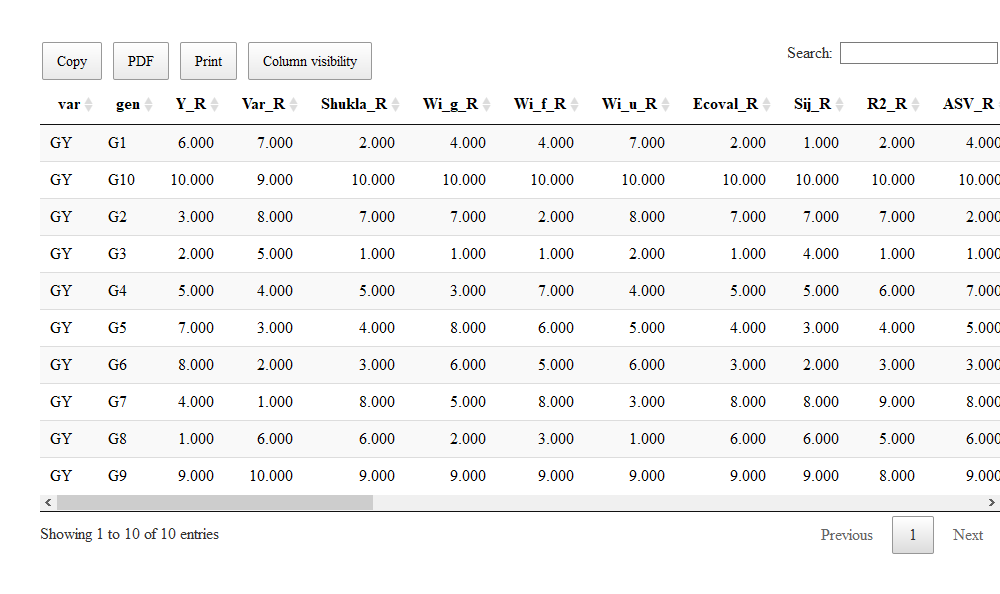 Copy PDF Print Column visibility Search:
var gen Y_R Var_R Shukla_R Wi_g_R Wi_f_R Wi_u_R Ecoval_R Sij_R R2_R ASV_R
GY G1 6.000 7.000 2.000 4.000 4.000 7.000 2.000 1.000 2.000 4.000
GY G10 10.000 9.000 10.000 10.000 10.000 10.000 10.000 10.000 10.000 10.000
GY G2 3.000 8.000 7.000 7.000 2.000 8.000 7.000 7.000 7.000 2.000
GY G3 2.000 5.000 1.000 1.000 1.000 2.000 1.000 4.000 1.000 1.000
GY G4 5.000 4.000 5.000 3.000 7.000 4.000 5.000 5.000 6.000 7.000
GY G5 7.000 3.000 4.000 8.000 6.000 5.000 4.000 3.000 4.000 5.000
GY G6 8.000 2.000 3.000 6.000 5.000 6.000 3.000 2.000 3.000 3.000
GY G7 4.000 1.000 8.000 5.000 8.000 3.000 8.000 8.000 9.000 8.000
GY G8 1.000 6.000 6.000 2.000 3.000 1.000 6.000 6.000 5.000 6.000
GY G9 9.000 10.000 9.000 9.000 9.000 9.000 9.000 9.000 8.000 9.000
Showing 1 to 10 of 10 entries Previous 1 Next